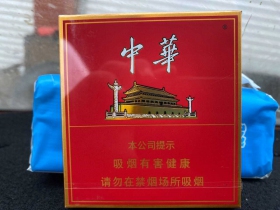 中華
本公司提示
吸烟有害健康
请勿在禁烟场所吸烟